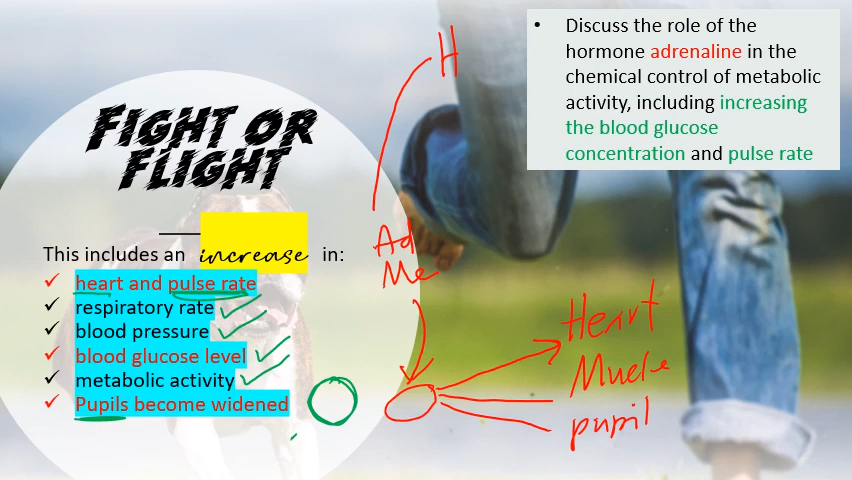 FIGHT OR
FLIGHT
This includes an increase in:
heart and pulse rate
respiratory rate
blood pressure
blood glucose level
metabolic activity
Pupils become widened
• Discuss the role of the
hormone adrenaline in the
chemical control of metabolic
activity, including increasing
the blood glucose
concentration and pulse rate
H
Ad
Me
Heart
pupil